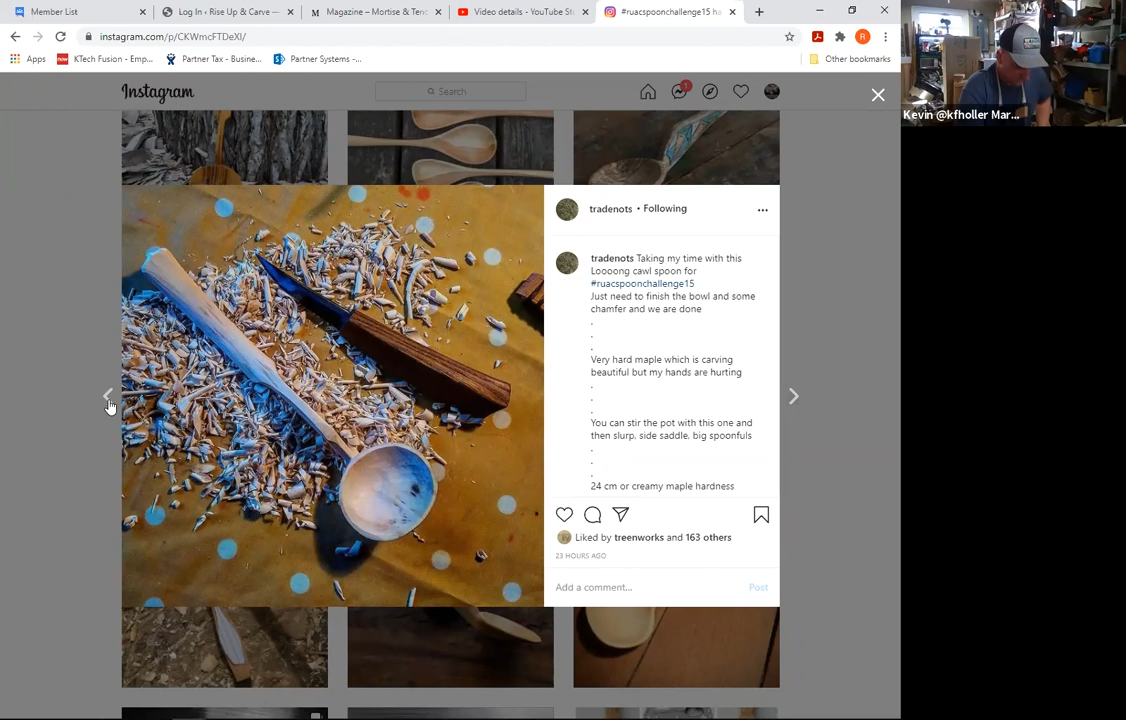 Member List
Log In ‹ Rise Up & Carve —
Magazine – Mortise & Ten
Video details - YouTube St
#ruacspoonchallenge15 ha
instagram.com/p/CKWmcFTDeXl/
Apps
KTech Fusion - Emp...
Partner Tax - Busine...
Partner Systems -...
Other bookmarks
Instagram
Search
1
Kevin @kfholler Mar...
tradenots • Following
tradenots Taking my time with this
Loooong cawl spoon for
#ruacspoonchallenge15
Just need to finish the bowl and some
chamfer and we are done
.
.
.
Very hard maple which is carving
beautiful but my hands are hurting
.
.
.
You can stir the pot with this one and
then slurp, side saddle, big spoonfuls
.
.
.
24 cm or creamy maple hardness
Liked by treenworks and 163 others
23 HOURS AGO
Add a comment...
Post